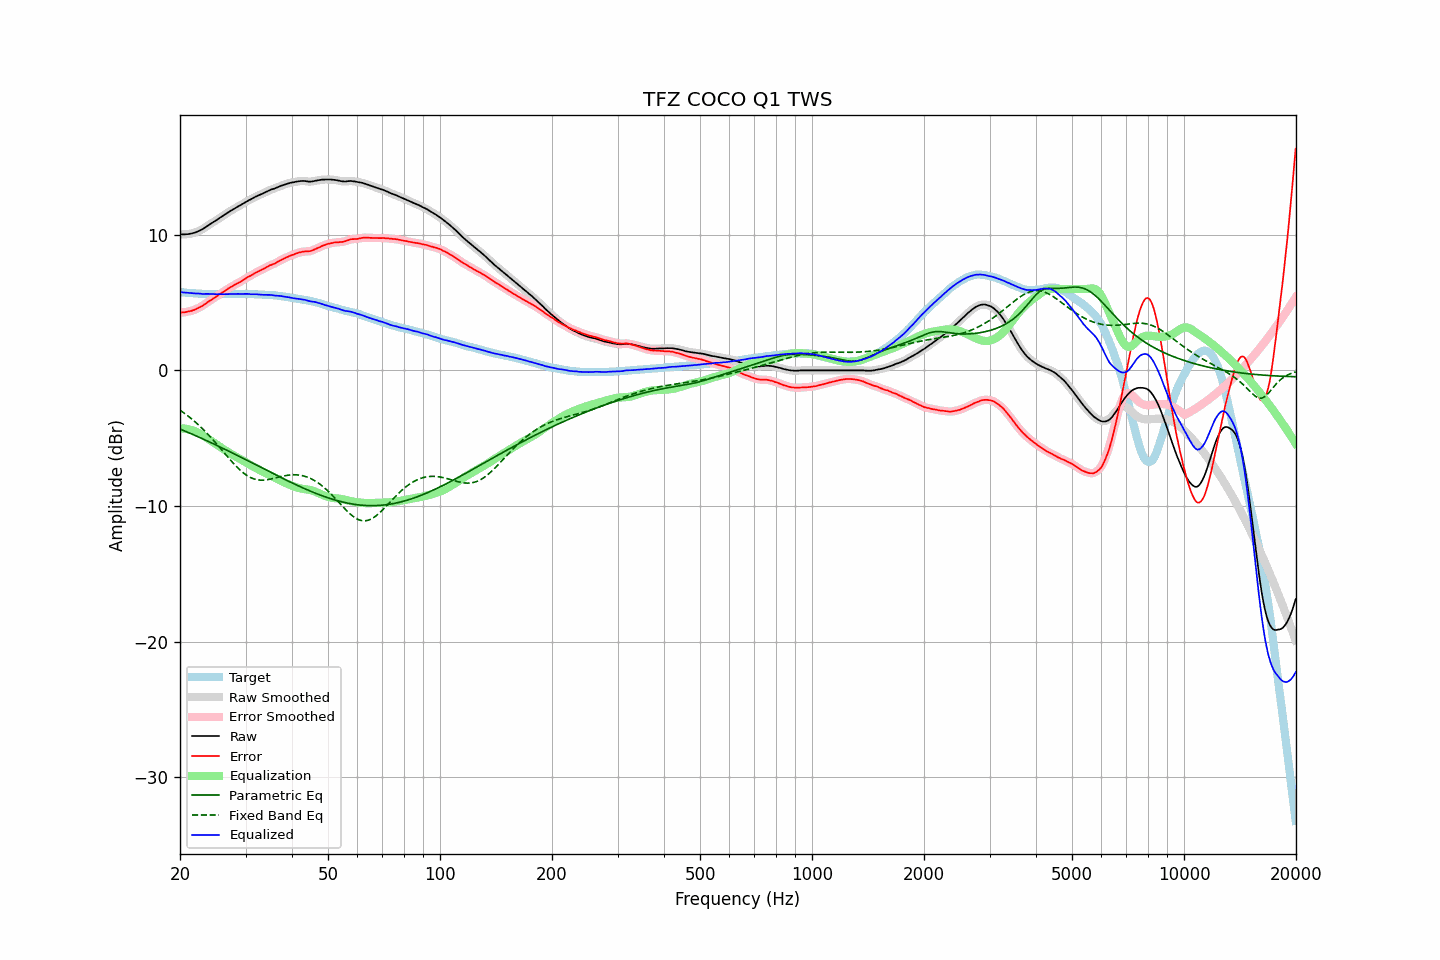 TFZ COCO Q1 TWS
Amplitude (dBr)
10
0
−10
−20
−30
Target
Raw Smoothed
Error Smoothed
Raw
Error
Equalization
Parametric Eq
Fixed Band Eq
Equalized
20 50 100 200 500 1000 2000 5000 10000 20000
Frequency (Hz)